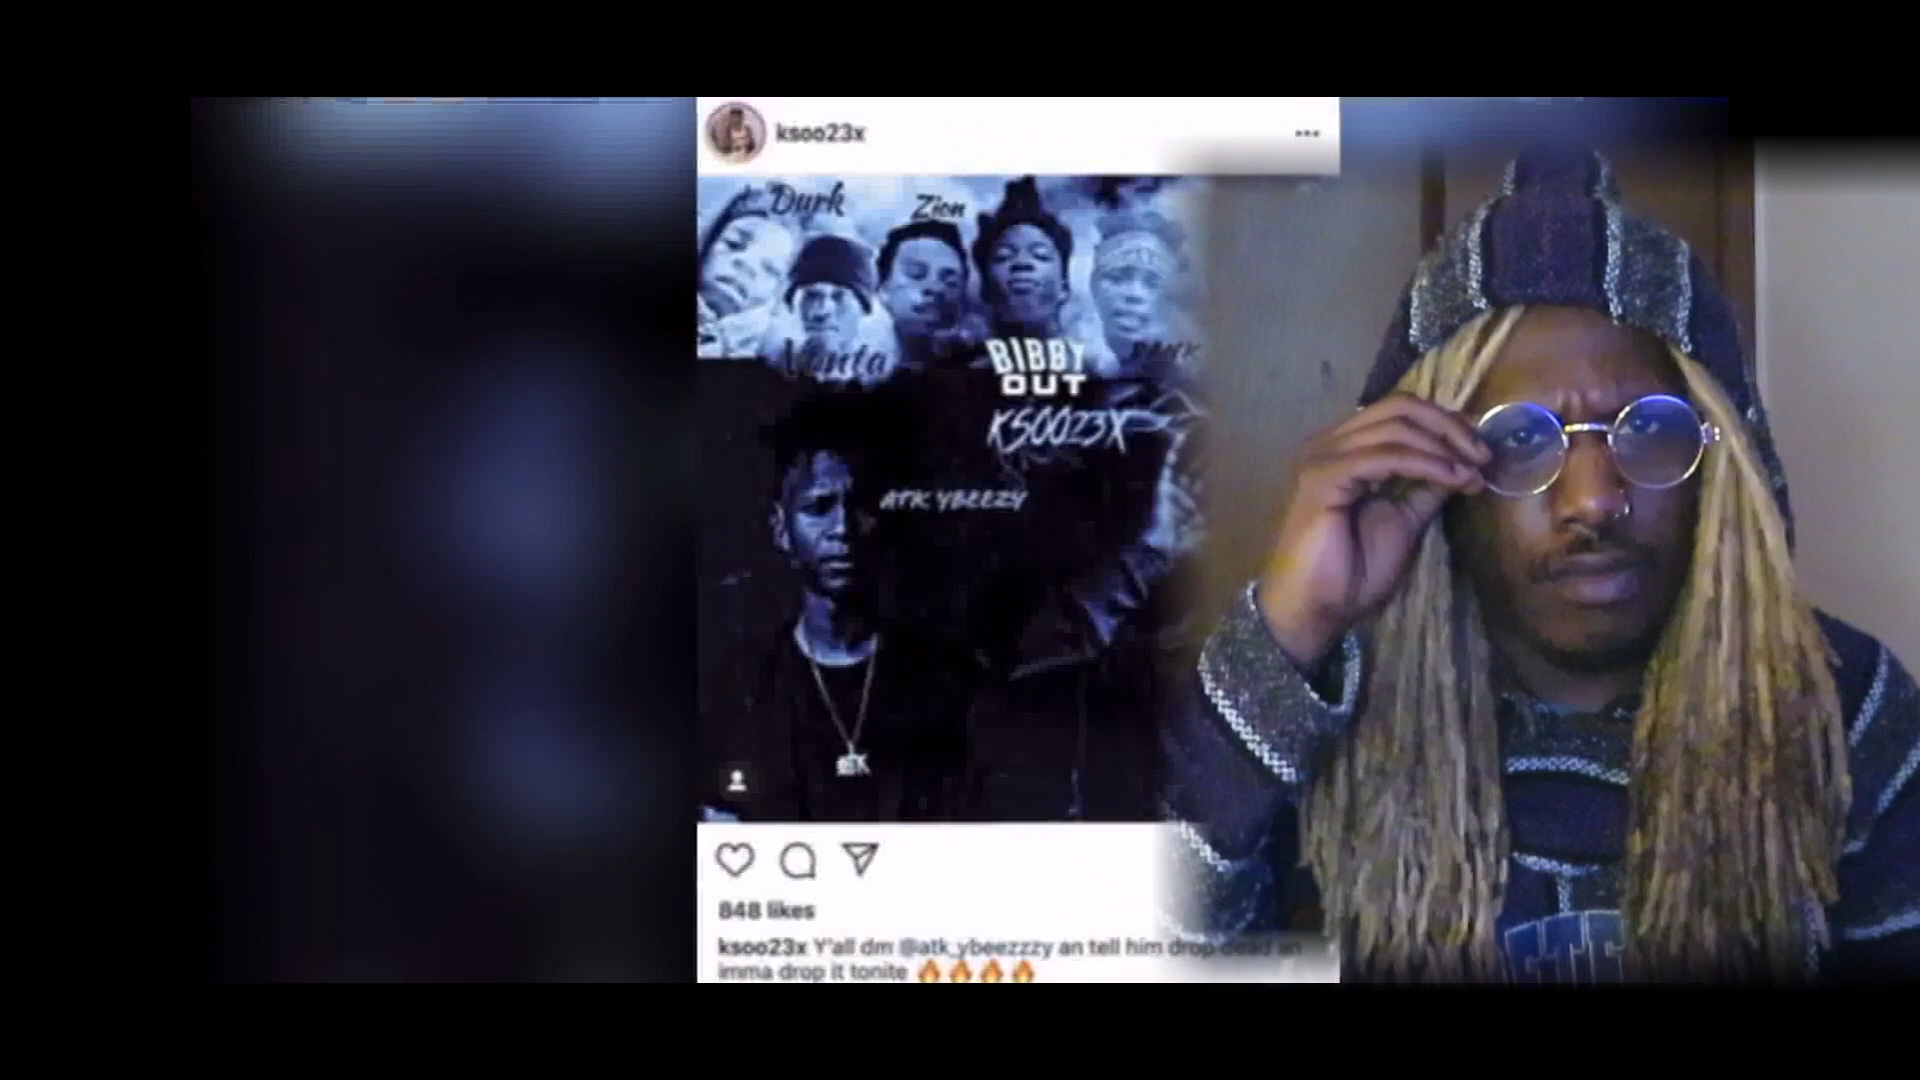 ksoo23x
Durk
Zion
BIBBY
OUT
KSOO23X
ATK YBEEZY
848 likes
ksoo23x Y'all dm @atk_ybeezzzy an tell him drop dead an
imma drop it tonite 🔥🔥🔥🔥